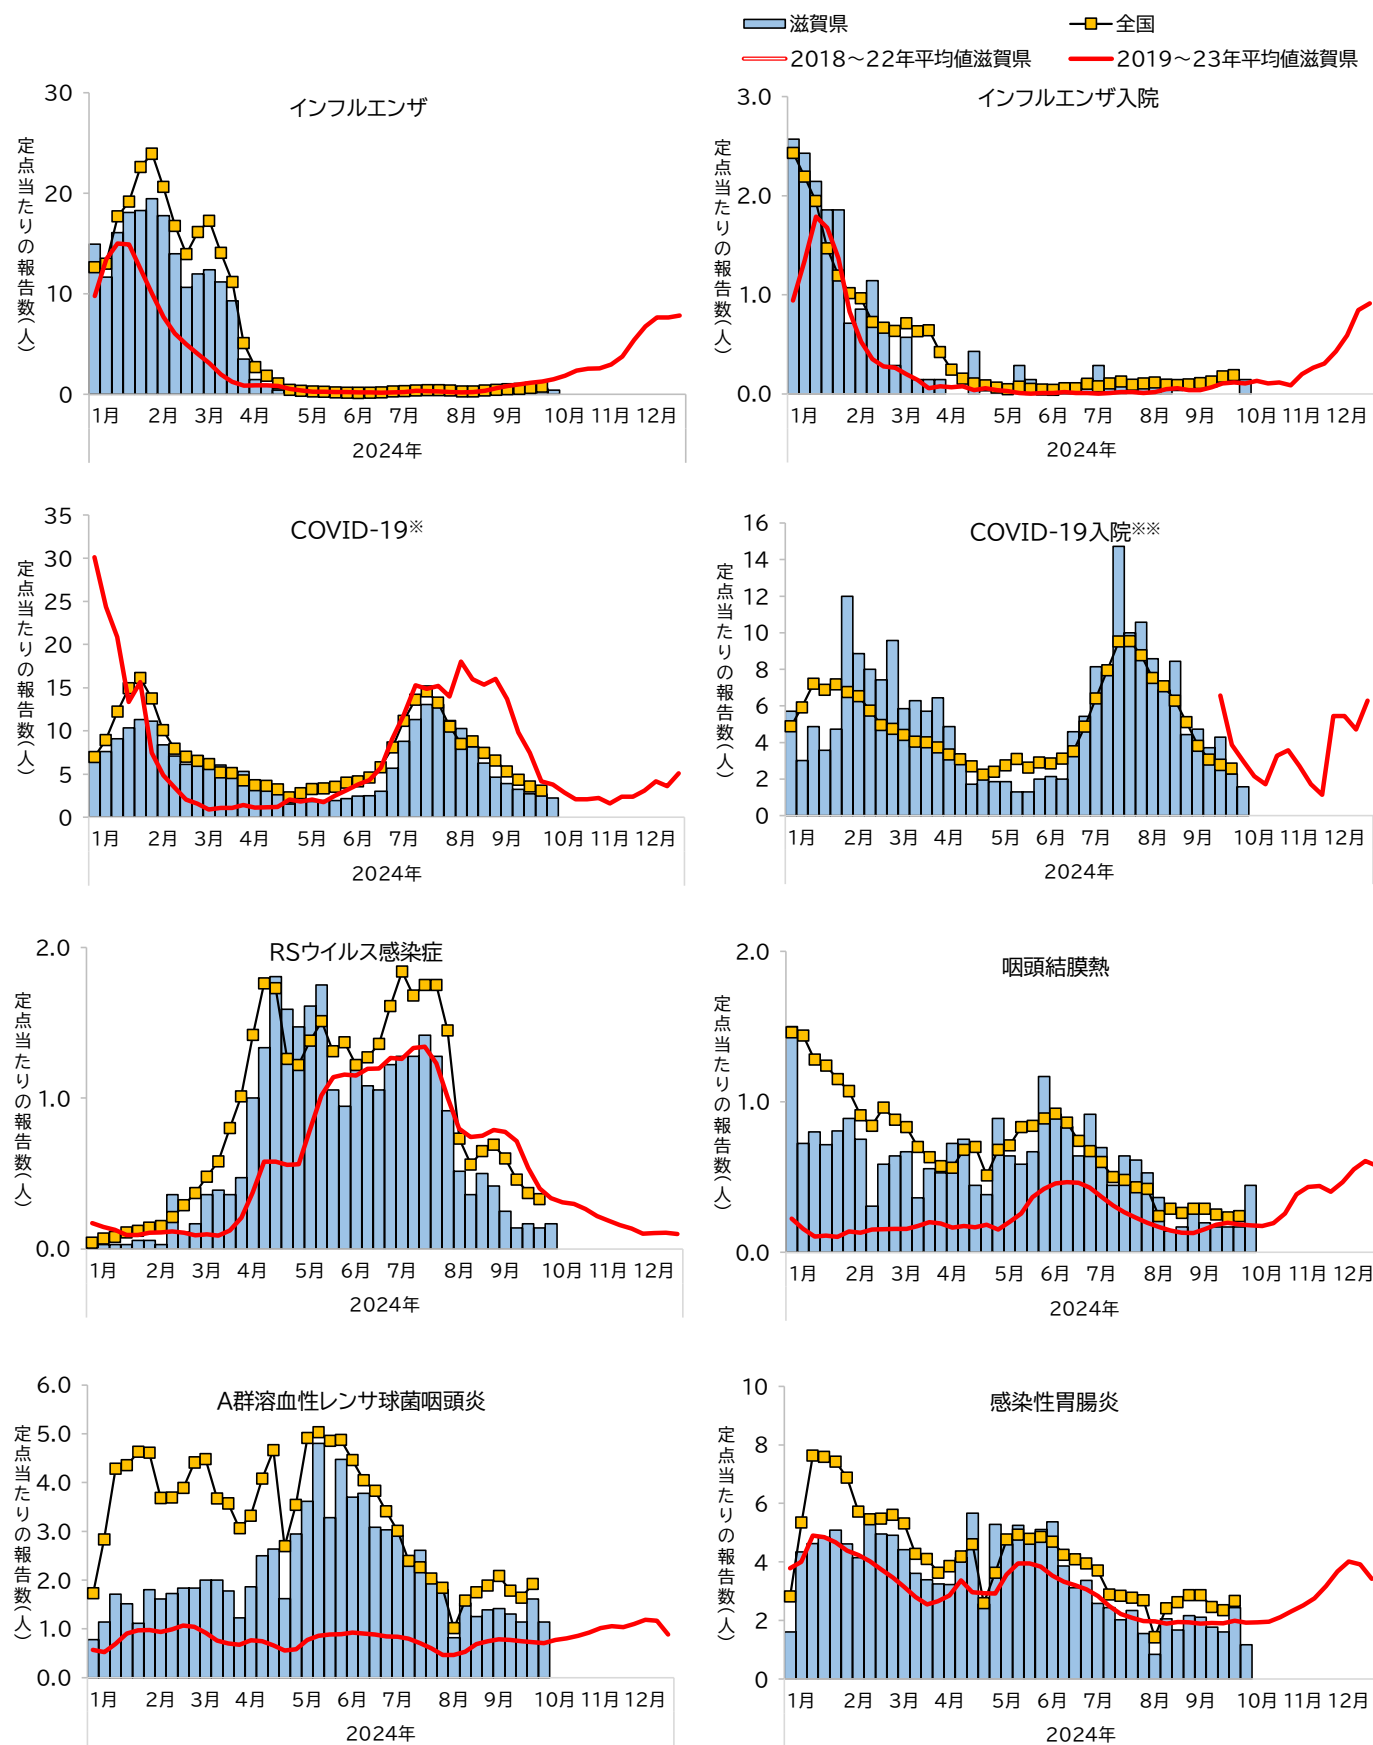 滋賀県
全国
2018～22年平均値滋賀県
2019～23年平均値滋賀県
インフルエンザ
定点当たりの報告数(人)
30
20
10
0
1月 2月 3月 4月 5月 6月 7月 8月 9月 10月 11月 12月
2024年
インフルエンザ入院
定点当たりの報告数(人)
3.0
2.0
1.0
0.0
1月 2月 3月 4月 5月 6月 7月 8月 9月 10月 11月 12月
2024年
COVID-19※
定点当たりの報告数(人)
35
30
25
20
15
10
5
0
1月 2月 3月 4月 5月 6月 7月 8月 9月 10月 11月 12月
2024年
COVID-19入院※※
定点当たりの報告数(人)
16
14
12
10
8
6
4
2
0
1月 2月 3月 4月 5月 6月 7月 8月 9月 10月 11月 12月
2024年
RSウイルス感染症
定点当たりの報告数(人)
2.0
1.0
0.0
1月 2月 3月 4月 5月 6月 7月 8月 9月 10月 11月 12月
2024年
咽頭結膜熱
定点当たりの報告数(人)
2.0
1.0
0.0
1月 2月 3月 4月 5月 6月 7月 8月 9月 10月 11月 12月
2024年
A群溶血性レンサ球菌咽頭炎
定点当たりの報告数(人)
6.0
5.0
4.0
3.0
2.0
1.0
0.0
1月 2月 3月 4月 5月 6月 7月 8月 9月 10月 11月 12月
2024年
感染性胃腸炎
定点当たりの報告数(人)
10
8
6
4
2
0
1月 2月 3月 4月 5月 6月 7月 8月 9月 10月 11月 12月
2024年